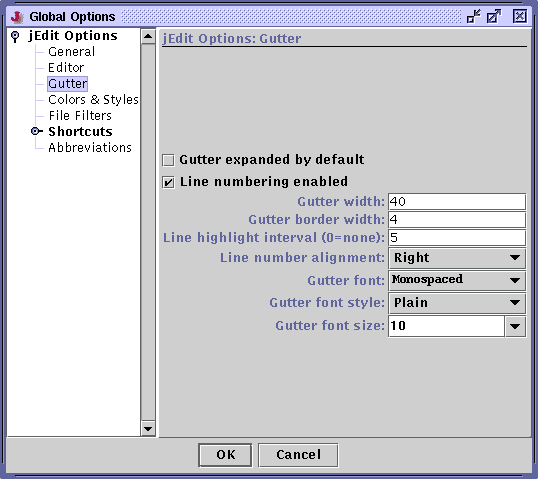 Global Options
jEdit Options
General
Editor
Gutter
Colors & Styles
File Filters
Shortcuts
Abbreviations
jEdit Options: Gutter
Gutter expanded by default
Line numbering enabled
Gutter width: 40
Gutter border width: 4
Line highlight interval (0=none): 5
Line number alignment: Right
Gutter font: Monospaced
Gutter font style: Plain
Gutter font size: 10
OK Cancel